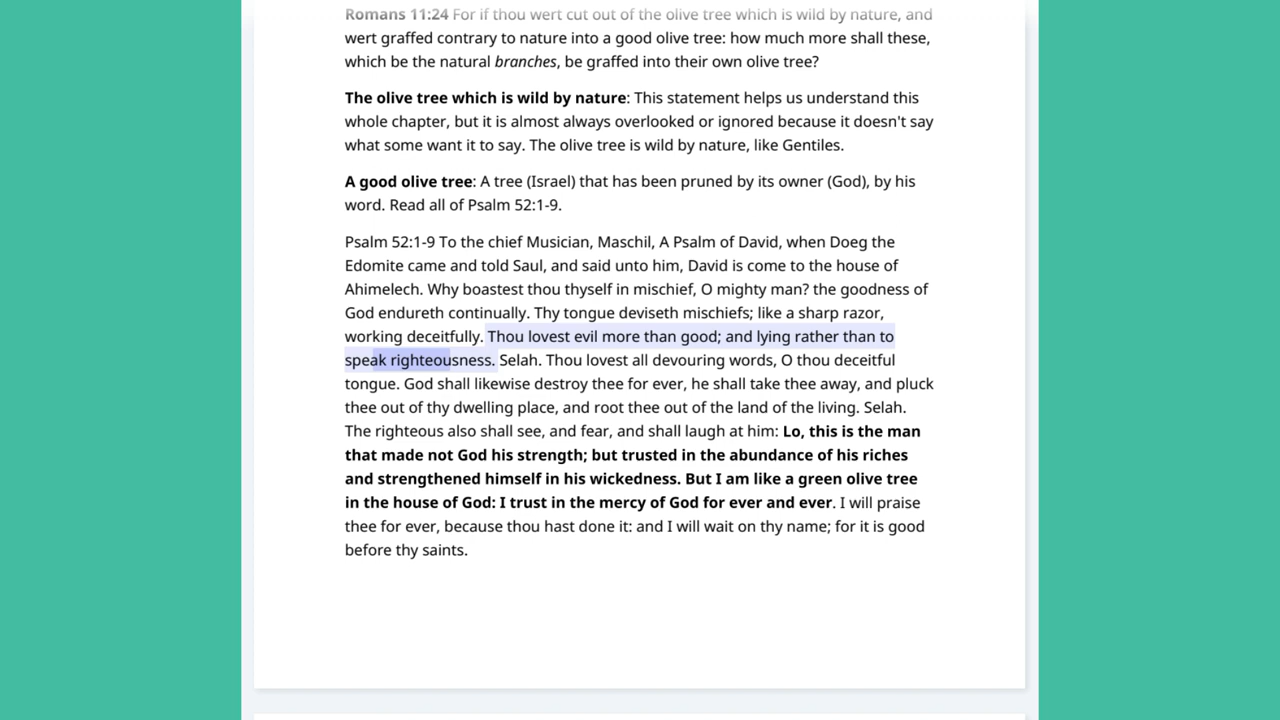 Romans 11:24 For if thou wert cut out of the olive tree which is wild by nature, and
wert graffed contrary to nature into a good olive tree: how much more shall these,
which be the natural branches, be graffed into their own olive tree?
The olive tree which is wild by nature: This statement helps us understand this
whole chapter, but it is almost always overlooked or ignored because it doesn't say
what some want it to say. The olive tree is wild by nature, like Gentiles.
A good olive tree: A tree (Israel) that has been pruned by its owner (God), by his
word. Read all of Psalm 52:1-9.
Psalm 52:1-9 To the chief Musician, Maschil, A Psalm of David, when Doeg the
Edomite came and told Saul, and said unto him, David is come to the house of
Ahimelech. Why boastest thou thyself in mischief, O mighty man? the goodness of
God endureth continually. Thy tongue deviseth mischiefs; like a sharp razor,
working deceitfully. Thou lovest evil more than good; and lying rather than to
speak righteousness. Selah. Thou lovest all devouring words, O thou deceitful
tongue. God shall likewise destroy thee for ever, he shall take thee away, and pluck
thee out of thy dwelling place, and root thee out of the land of the living. Selah.
The righteous also shall see, and fear, and shall laugh at him: Lo, this is the man
that made not God his strength; but trusted in the abundance of his riches
and strengthened himself in his wickedness. But I am like a green olive tree
in the house of God: I trust in the mercy of God for ever and ever. I will praise
thee for ever, because thou hast done it: and I will wait on thy name; for it is good
before thy saints.